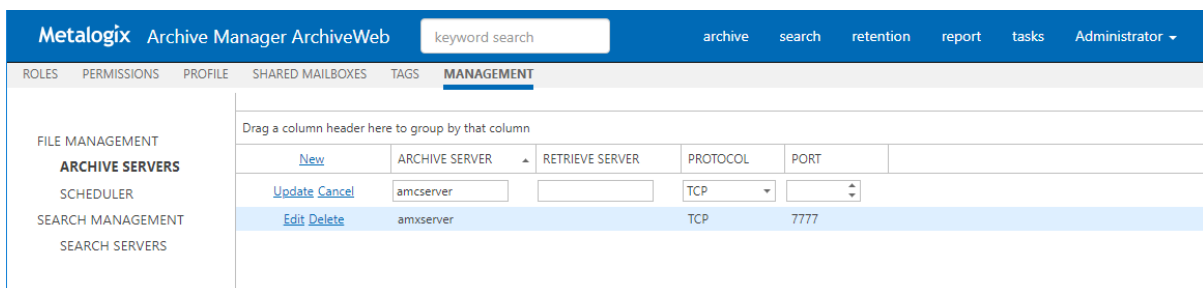 Metalogix Archive Manager ArchiveWeb keyword search archive search retention report tasks Administrator
ROLES PERMISSIONS PROFILE SHARED MAILBOXES TAGS MANAGEMENT
Drag a column header here to group by that column
FILE MANAGEMENT
ARCHIVE SERVERS
SCHEDULER
SEARCH MANAGEMENT
SEARCH SERVERS
New ARCHIVE SERVER RETRIEVE SERVER PROTOCOL PORT
Update Cancel amcserver TCP
Edit Delete amxserver TCP 7777